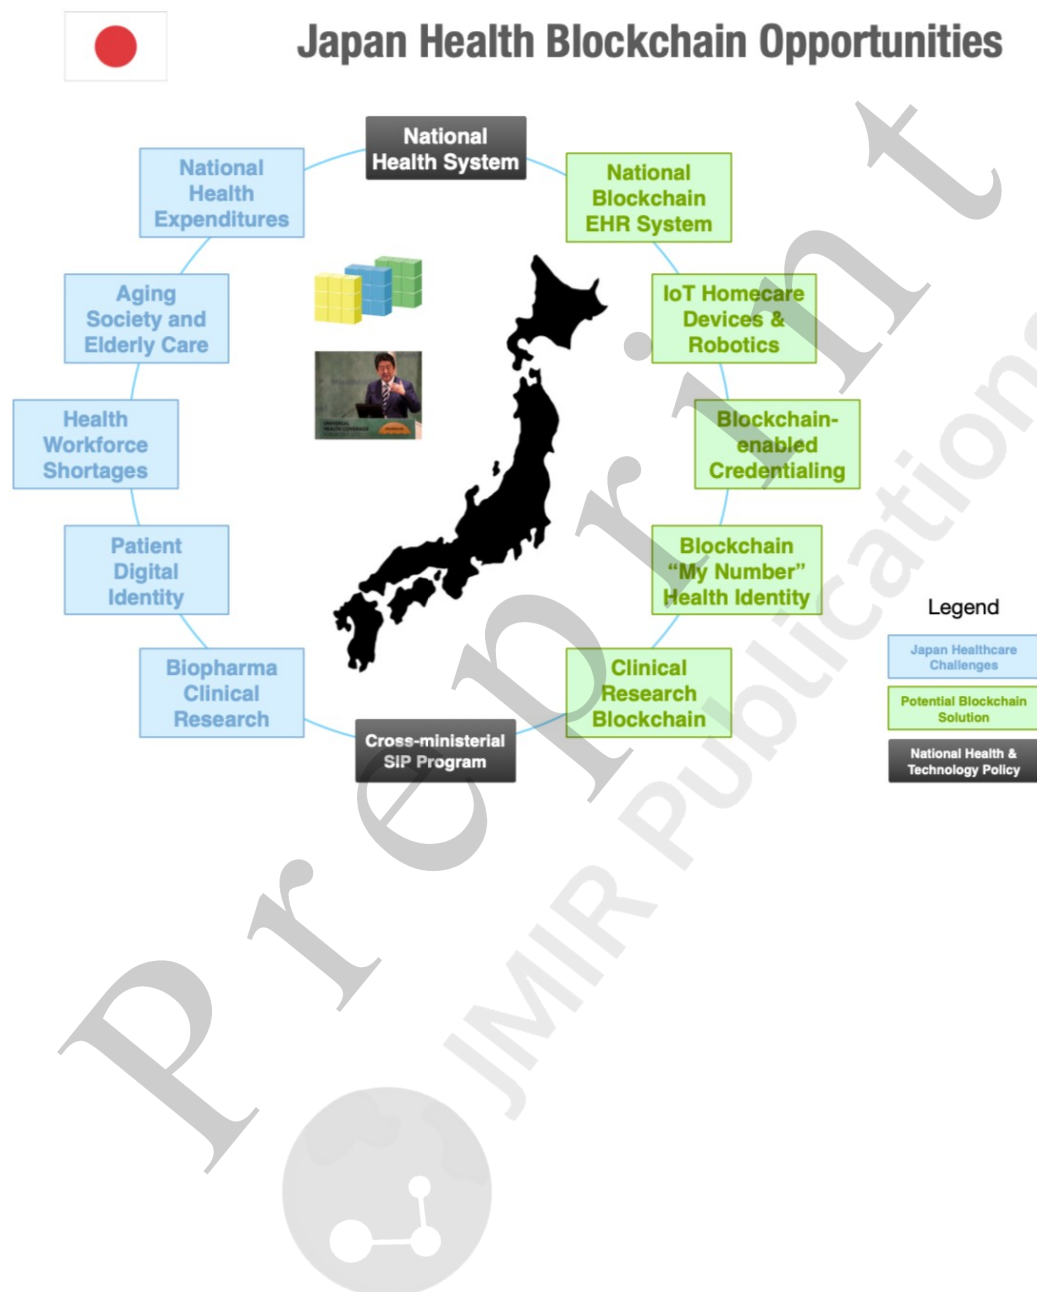 Japan Health Blockchain Opportunities
National
Health System
National
Health
Expenditures
National
Blockchain
EHR System
Aging
Society and
Elderly Care
IoT Homecare
Devices &
Robotics
Health
Workforce
Shortages
Blockchain-
enabled
Credentialing
Patient
Digital
Identity
Blockchain
“My Number”
Health Identity
Biopharma
Clinical
Research
Clinical
Research
Blockchain
Cross-ministerial
SIP Program
UNIVERSAL
HEALTH COVERAGE
Legend
Japan Healthcare
Challenges
Potential Blockchain
Solution
National Health &
Technology Policy
Preprint
JMIR Publications